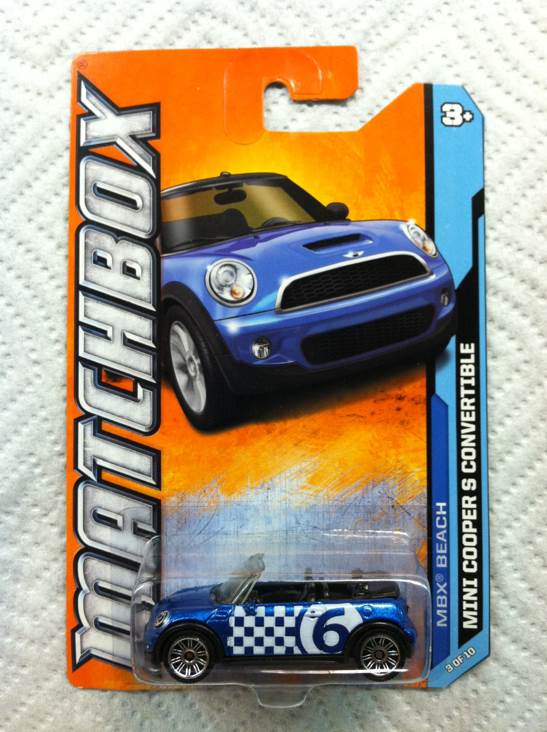 MATCHBOX
®
3+
MBX® BEACH
MINI COOPER S CONVERTIBLE
3 OF 10
6